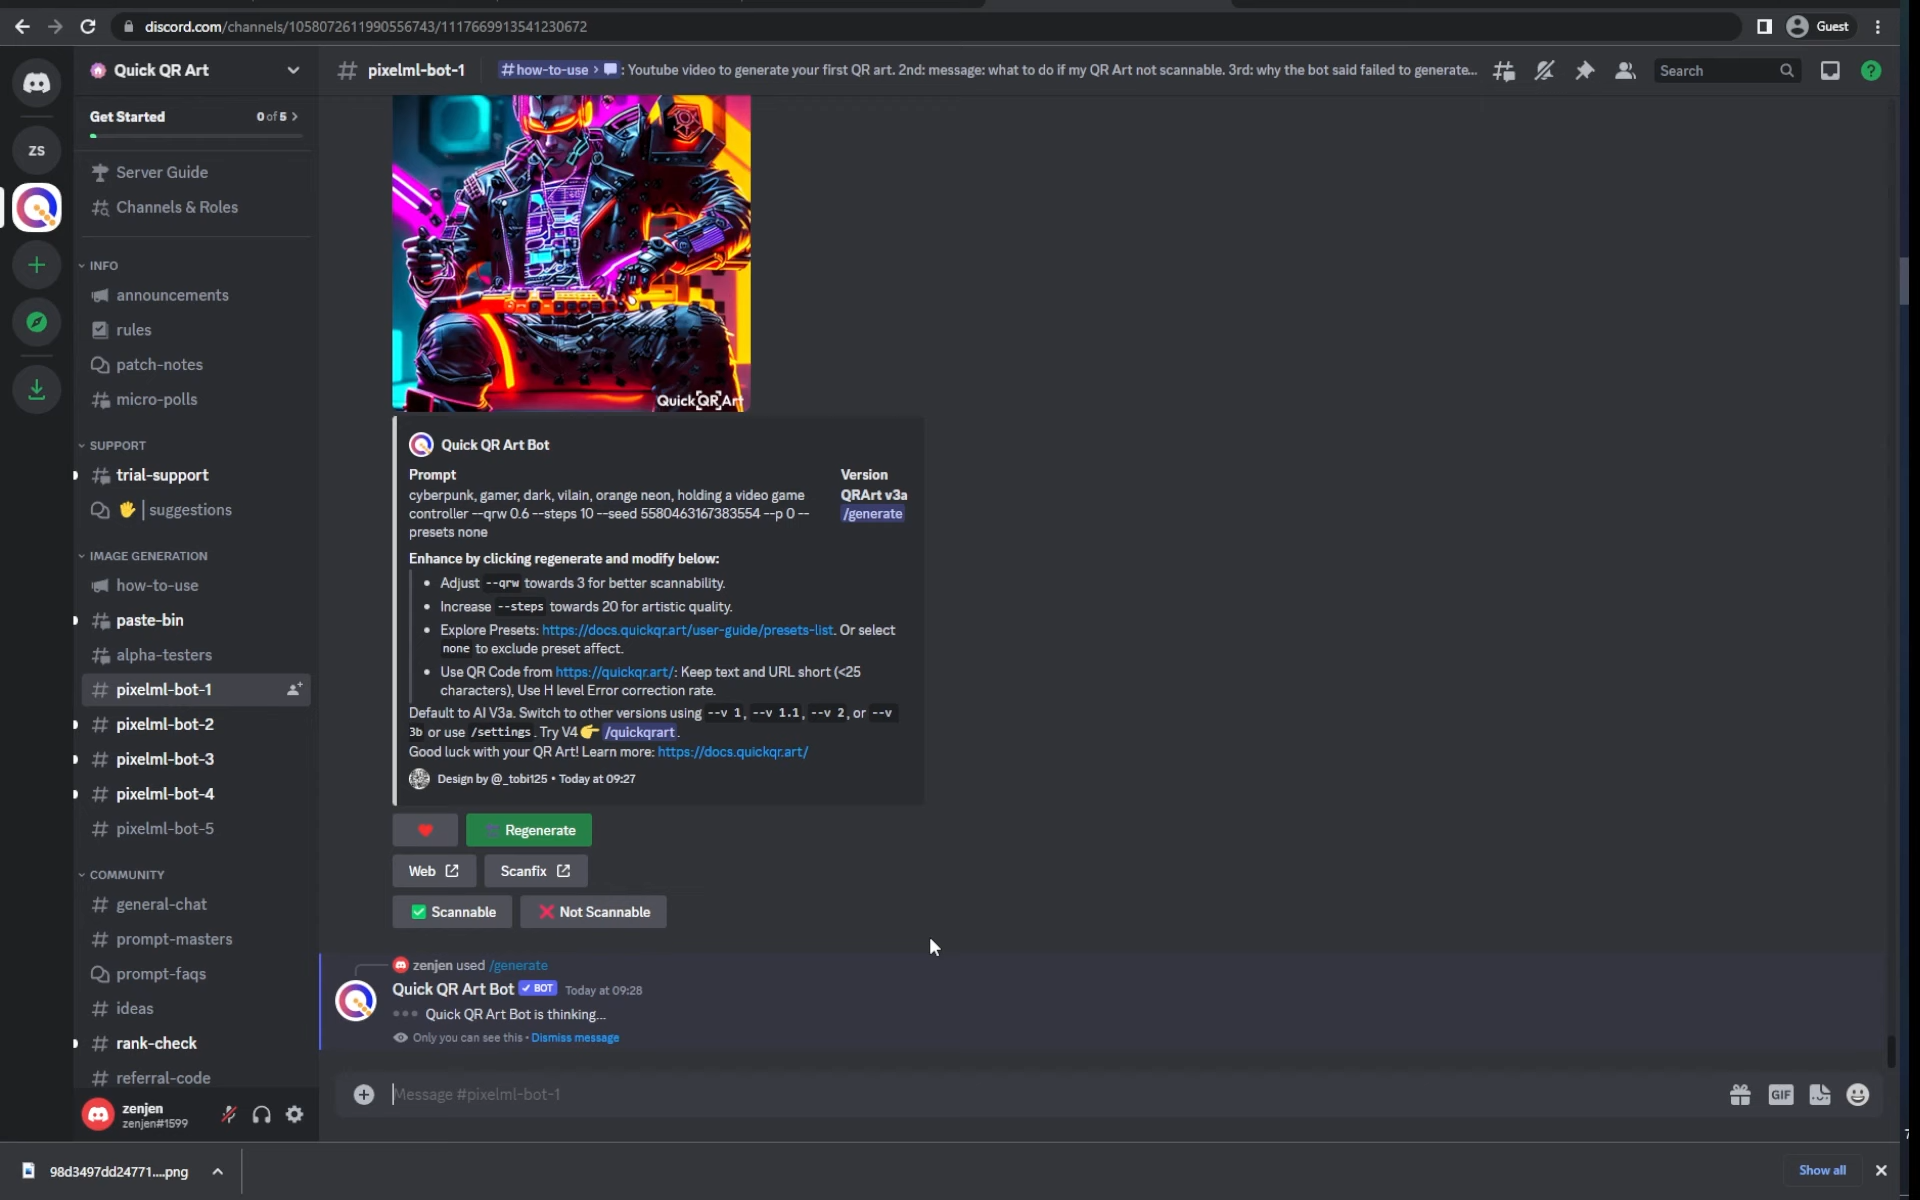 discord.com/channels/1058072611990556743/1117669913541230672
Guest
Quick QR Art
pixelml-bot-1
#how-to-use > : Youtube video to generate your first QR art. 2nd: message: what to do if my QR Art not scannable. 3rd: why the bot said failed to generate...
Search
Get Started
0 of 5 >
ZS
Server Guide
Channels & Roles
INFO
announcements
rules
patch-notes
micro-polls
SUPPORT
trial-support
| suggestions
IMAGE GENERATION
how-to-use
paste-bin
alpha-testers
pixelml-bot-1
pixelml-bot-2
pixelml-bot-3
pixelml-bot-4
pixelml-bot-5
COMMUNITY
general-chat
prompt-masters
prompt-faqs
ideas
rank-check
referral-code
zenjen
zenjen#1599
Quick QR Art
Quick QR Art Bot
Prompt
cyberpunk, gamer, dark, vilain, orange neon, holding a video game
controller --qrw 0.6 --steps 10 --seed 5580463167383554 --p 0 --
presets none
Version
QRArt v3a
/generate
Enhance by clicking regenerate and modify below:
• Adjust --qrw towards 3 for better scannability.
• Increase --steps towards 20 for artistic quality.
• Explore Presets: https://docs.quickqr.art/user-guide/presets-list. Or select
none to exclude preset affect.
• Use QR Code from https://quickqr.art/: Keep text and URL short (<25
characters), Use H level Error correction rate.
Default to AI V3a. Switch to other versions using --v 1, --v 1.1, --v 2, or --v
3b or use /settings. Try V4👉 /quickqrart.
Good luck with your QR Art! Learn more: https://docs.quickqr.art/
Design by @_tobi125 • Today at 09:27
Regenerate
Web
Scanfix
Scannable
Not Scannable
zenjen used /generate
Quick QR Art Bot ✓ BOT Today at 09:28
Quick QR Art Bot is thinking...
Only you can see this • Dismiss message
Message #pixelml-bot-1
GIF
98d3497dd24771....png
Show all